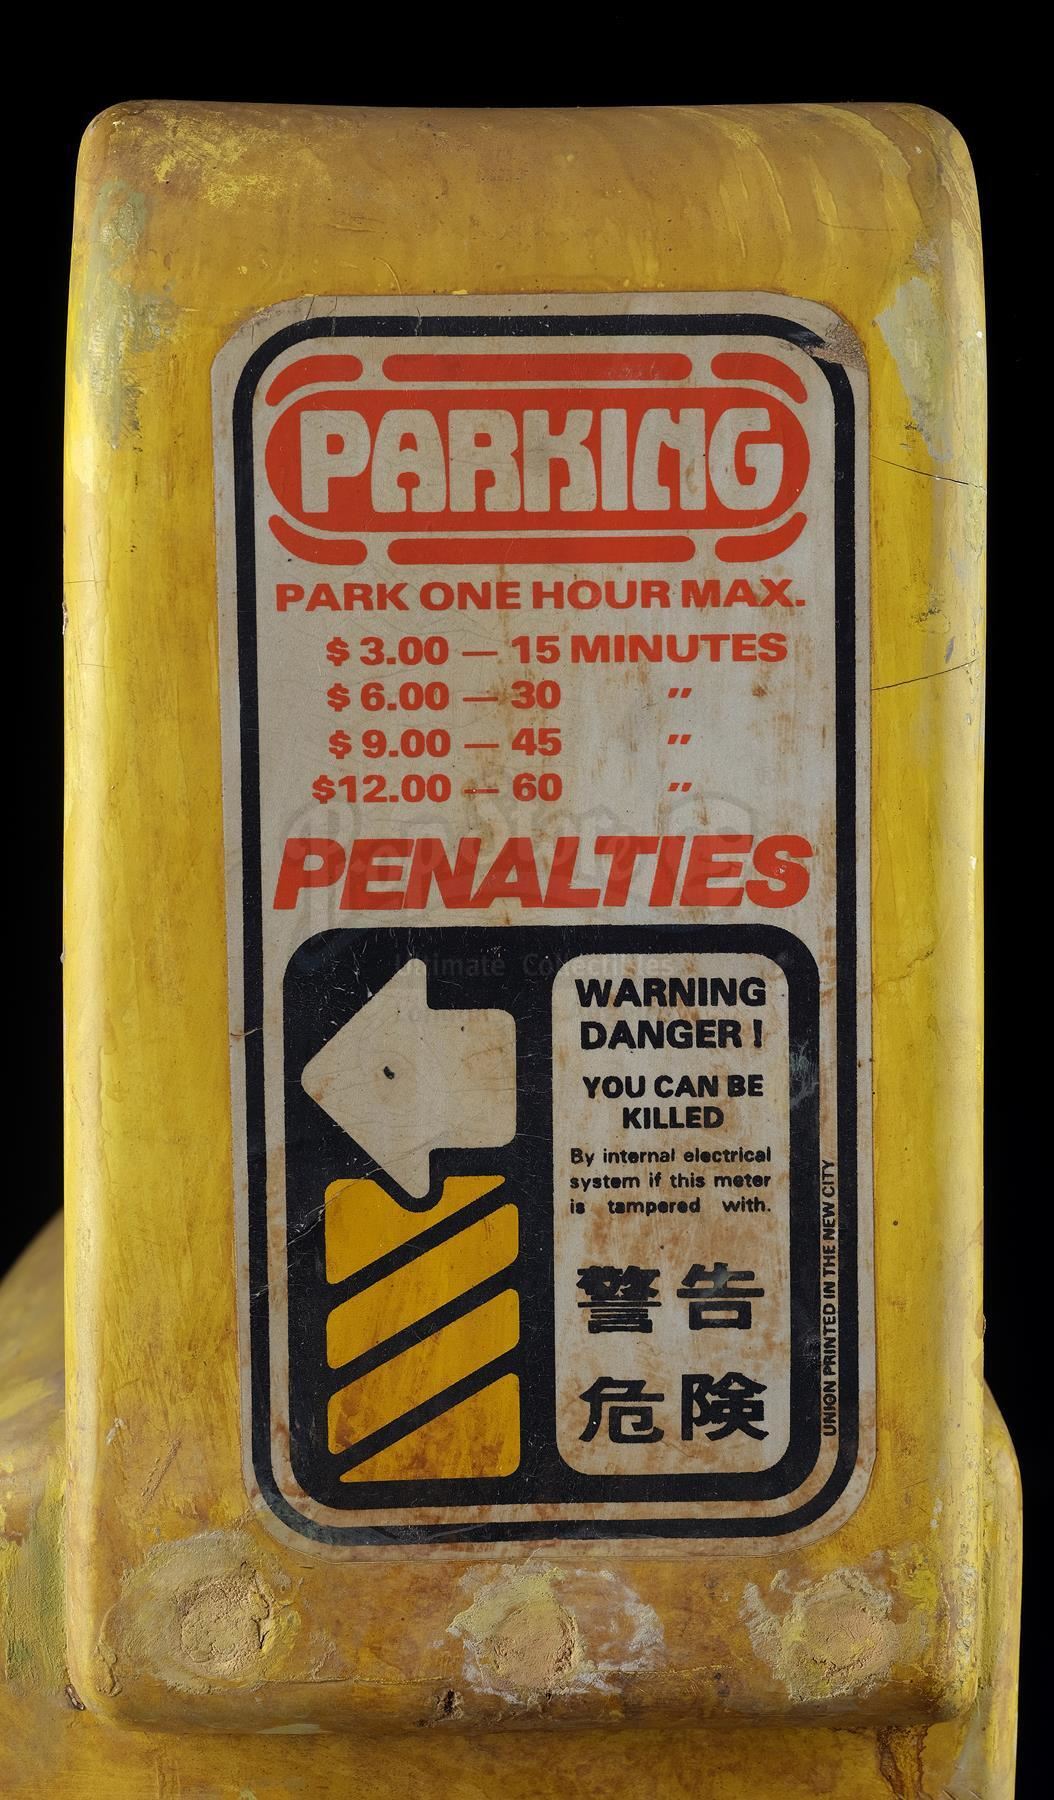 PARKING
PARK ONE HOUR MAX.
$ 3.00 — 15 MINUTES
$ 6.00 — 30 〃
$ 9.00 — 45 〃
$12.00 — 60 〃
PENALTIES
WARNING
DANGER !
YOU CAN BE
KILLED
By internal electrical
system if this meter
is tampered with.
警告
危険
UNION PRINTED IN THE NEW CITY
Ultimate Collectibles